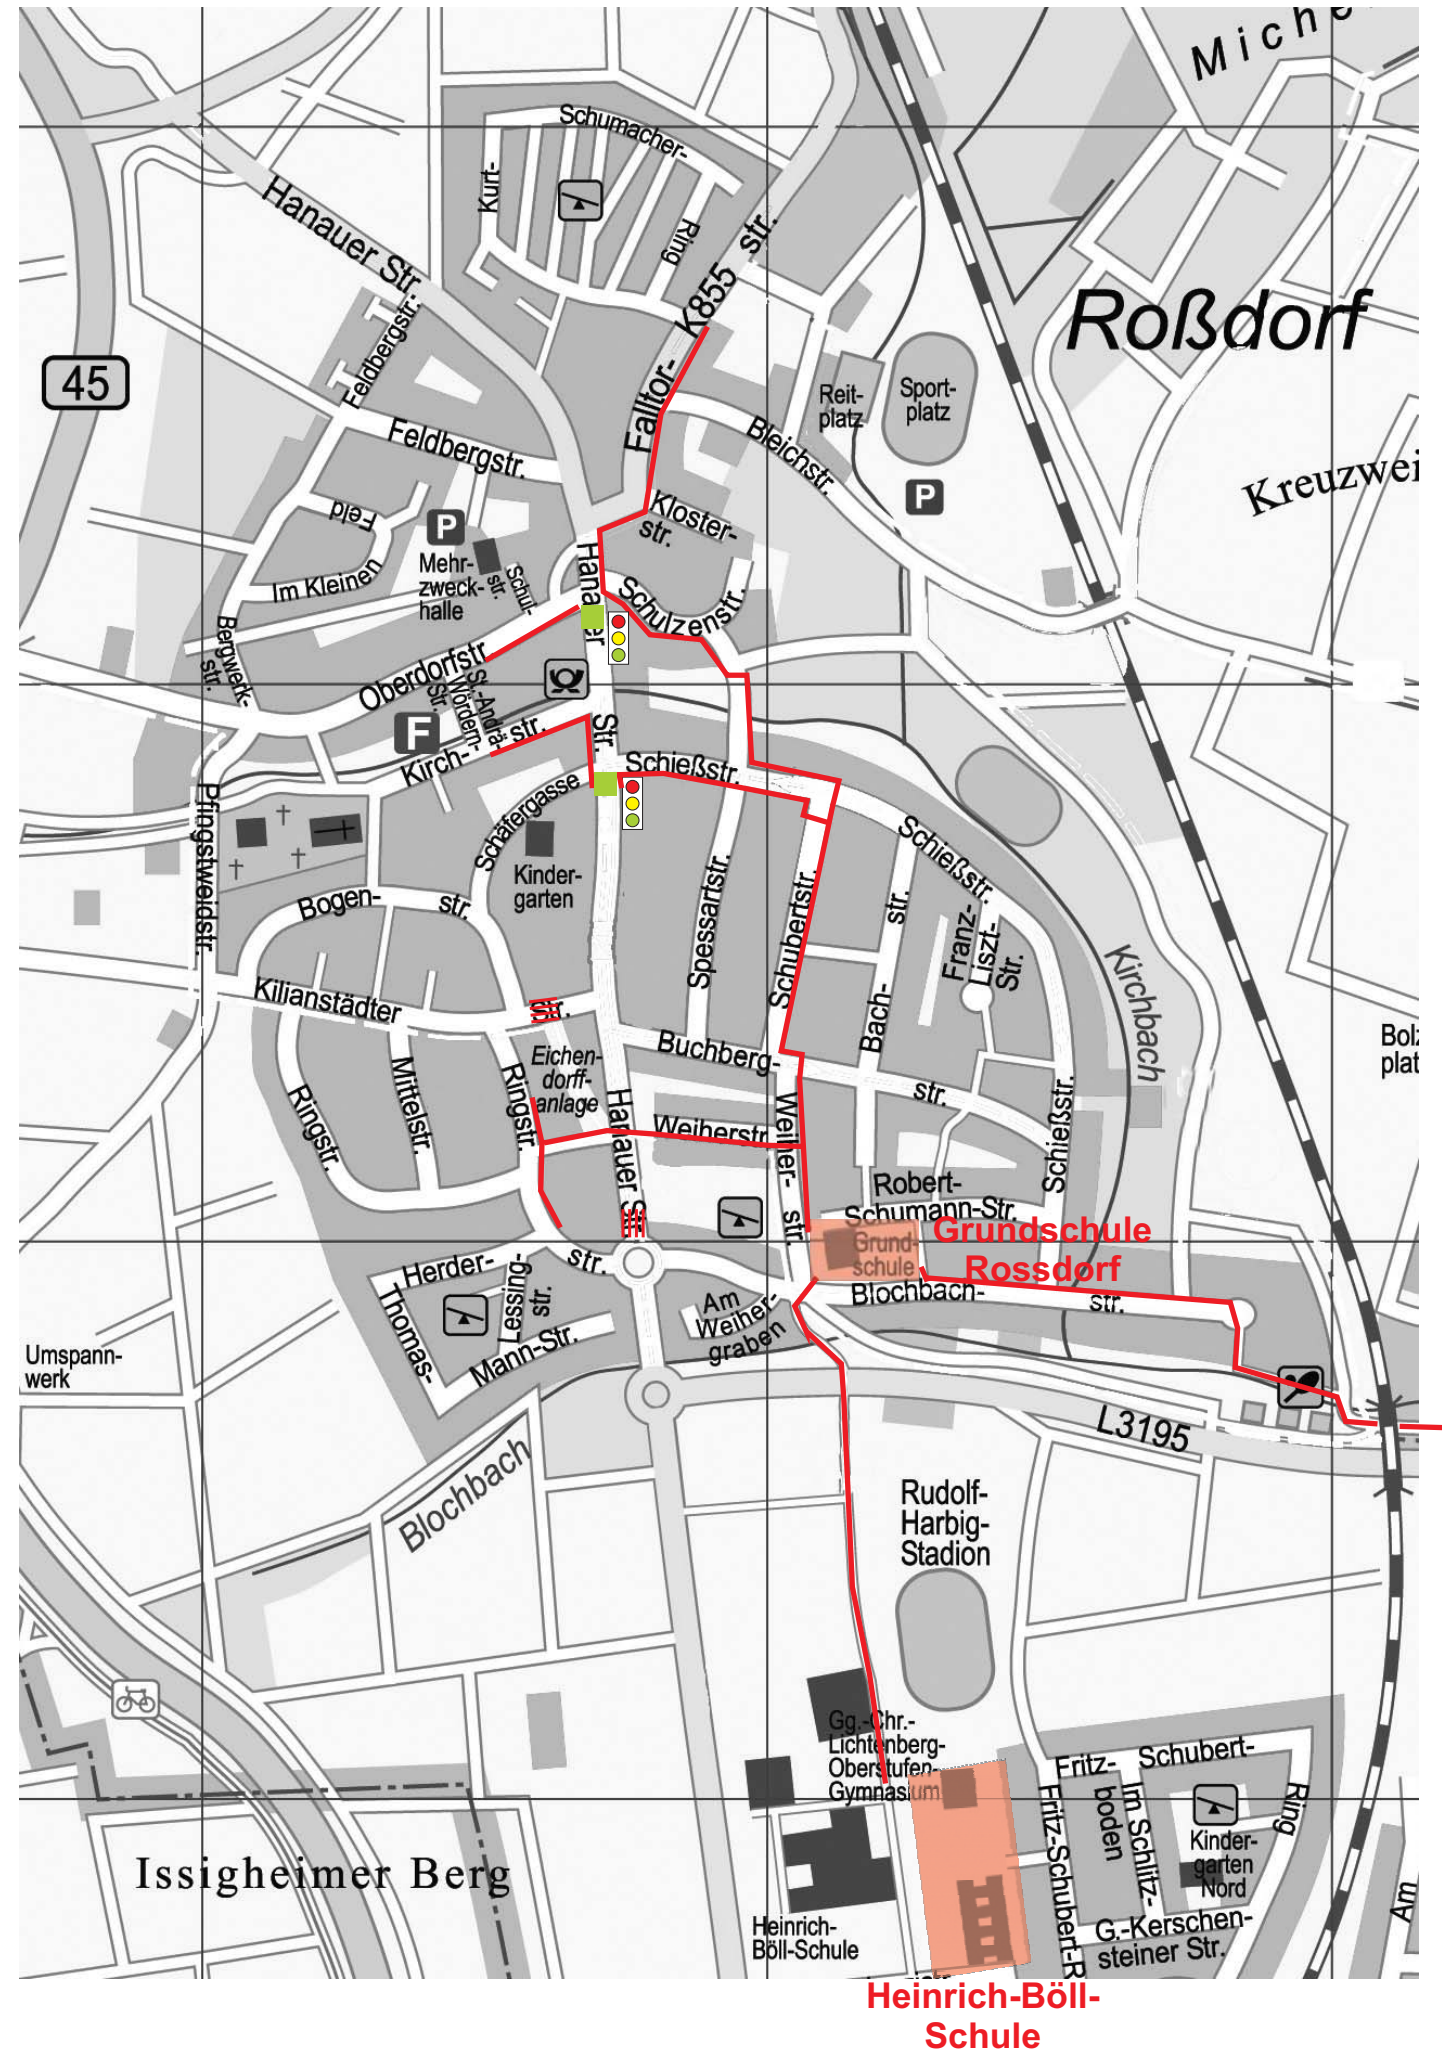 Miche
Schumacher-
Kurt-
Ring
Hanauer Str.
K855
str.
Falltor-
Roßdorf
45
Feldbergstr.
Feldbergstr.
Reit-
platz
Sport-
platz
Bleichstr.
Kreuzwei
P
P
Feld
Im Kleinen
Mehr-
zweck-
halle
Schul-
str.
Kloster-
str.
Hanauer
Schulzenstr.
Bergwerk-
str.
Oberdorfstr.
St.-Andrä-
Wördern-
Str.
F
Kirch-
str.
Str.
Schießstr.
Pfingstweidstr.
Schäfergasse
Kinder-
garten
Schießstr.
Spessartstr.
Schubertstr.
Bach-
str.
Franz-
Liszt-
Str.
Kirchbach
Bogen-
str.
Kilianstädter
str.
Eichen-
dorff-
anlage
Buchberg-
str.
Bolz
plat
Ringstr.
Mittelstr.
Ringstr.
Hanauer Str.
Weiherstr.
Weiher-
str.
Schießstr.
Robert-
Schumann-Str.
Grund-
schule
Grundschule
Rossdorf
Blochbach-
str.
Herder-
str.
Lessing-
str.
Thomas-
Mann-Str.
Am
Weiher-
graben
Umspann-
werk
L3195
Blochbach
Rudolf-
Harbig-
Stadion
Gg.-Chr.-
Lichtenberg-
Oberstufen-
Gymnasium
Fritz-
Schubert-
Ring
Fritz-Schubert-R
Im Schlitz-
boden
Kinder-
garten
Nord
G.-Kerschen-
steiner Str.
Am
Issigheimer Berg
Heinrich-
Böll-Schule
Heinrich-Böll-
Schule